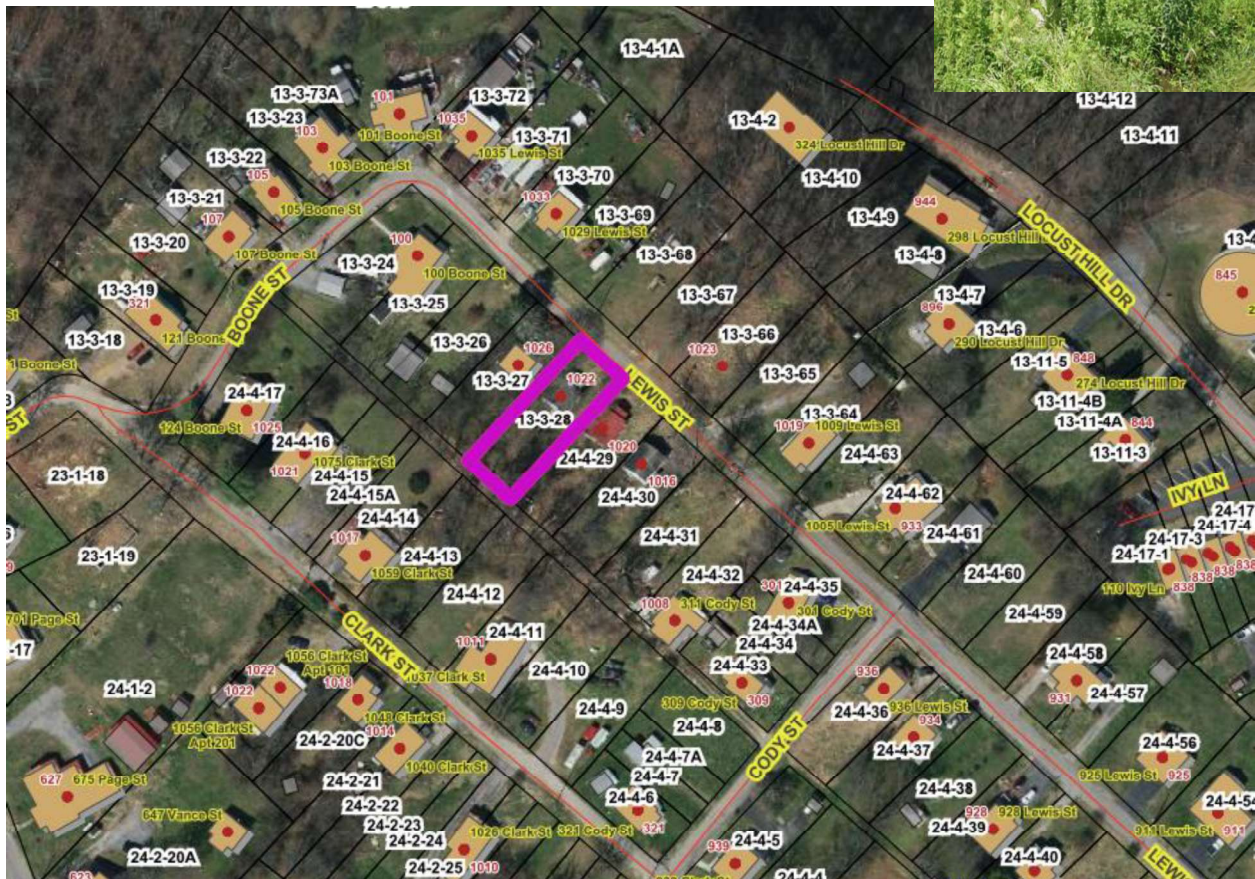 13-4-1A
13-3-73A
101
13-3-72
13-4-12
13-3-23
103
101 Boone St
1035
13-3-71
13-4-2
13-4-11
1035 Lewis St
324 Locust Hill Dr
13-3-22
105
103 Boone St
13-3-70
13-4-10
13-3-21
107
105 Boone St
1033
13-3-69
1029 Lewis St
13-4-9
944
298 Locust Hill
LOCUST HILL DR
13-3-20
107 Boone St
100
13-3-24
100 Boone St
13-3-68
13-4-8
845
13-3-19
321
BOONE ST
13-3-25
13-3-67
13-4-7
896
13-4-6
13-3-18
121 Boone
13-3-26
1026
13-3-66
290 Locust Hill Dr
1 Boone St
13-3-27
1022
LEWIS ST
1023
13-3-65
13-11-5
848
274 Locust Hill Dr
24-4-17
13-3-28
13-3-64
13-11-4B
124 Boone St
1025
24-4-16
1020
1019
1009 Lewis St
13-11-4A
844
13-11-3
ST
1021
1075 Clark St
24-4-29
1016
24-4-63
23-1-18
24-4-15
24-4-15A
24-4-30
24-4-62
IVY LN
24-4-14
1005 Lewis St
933
24-4-61
24-17-4
24-17-3
24-17-1
23-1-19
1017
24-4-13
24-4-31
1059 Clark St
24-4-32
24-4-60
838
838
838
838
110 Ivy Ln
24-4-12
301
24-4-35
1008
311 Cody St
301 Cody St
24-4-59
701 Page St
CLARK ST
24-4-11
24-4-34A
24-4-34
-17
1011
1056 Clark St
Apt 101
24-4-10
24-4-33
24-4-58
24-1-2
1022
1022
1018
1037 Clark St
309 Cody St
309
936
931
24-4-57
1056 Clark St
Apt 201
1048 Clark St
24-4-9
24-4-8
24-4-36
936 Lewis St
934
24-2-20C
1014
24-4-7A
CODY ST
24-4-37
24-4-56
627
675 Page St
1040 Clark St
24-4-7
925 Lewis St
925
24-2-21
24-4-6
24-4-38
24-4-54
647 Vance St
24-2-22
24-2-23
24-2-24
1026 Clark St
321 Cody St
321
928
928 Lewis St
24-4-39
911 Lewis St
911
24-2-20A
24-2-25
1010
939
24-4-5
24-4-40
LEWIS
623
24-4-4